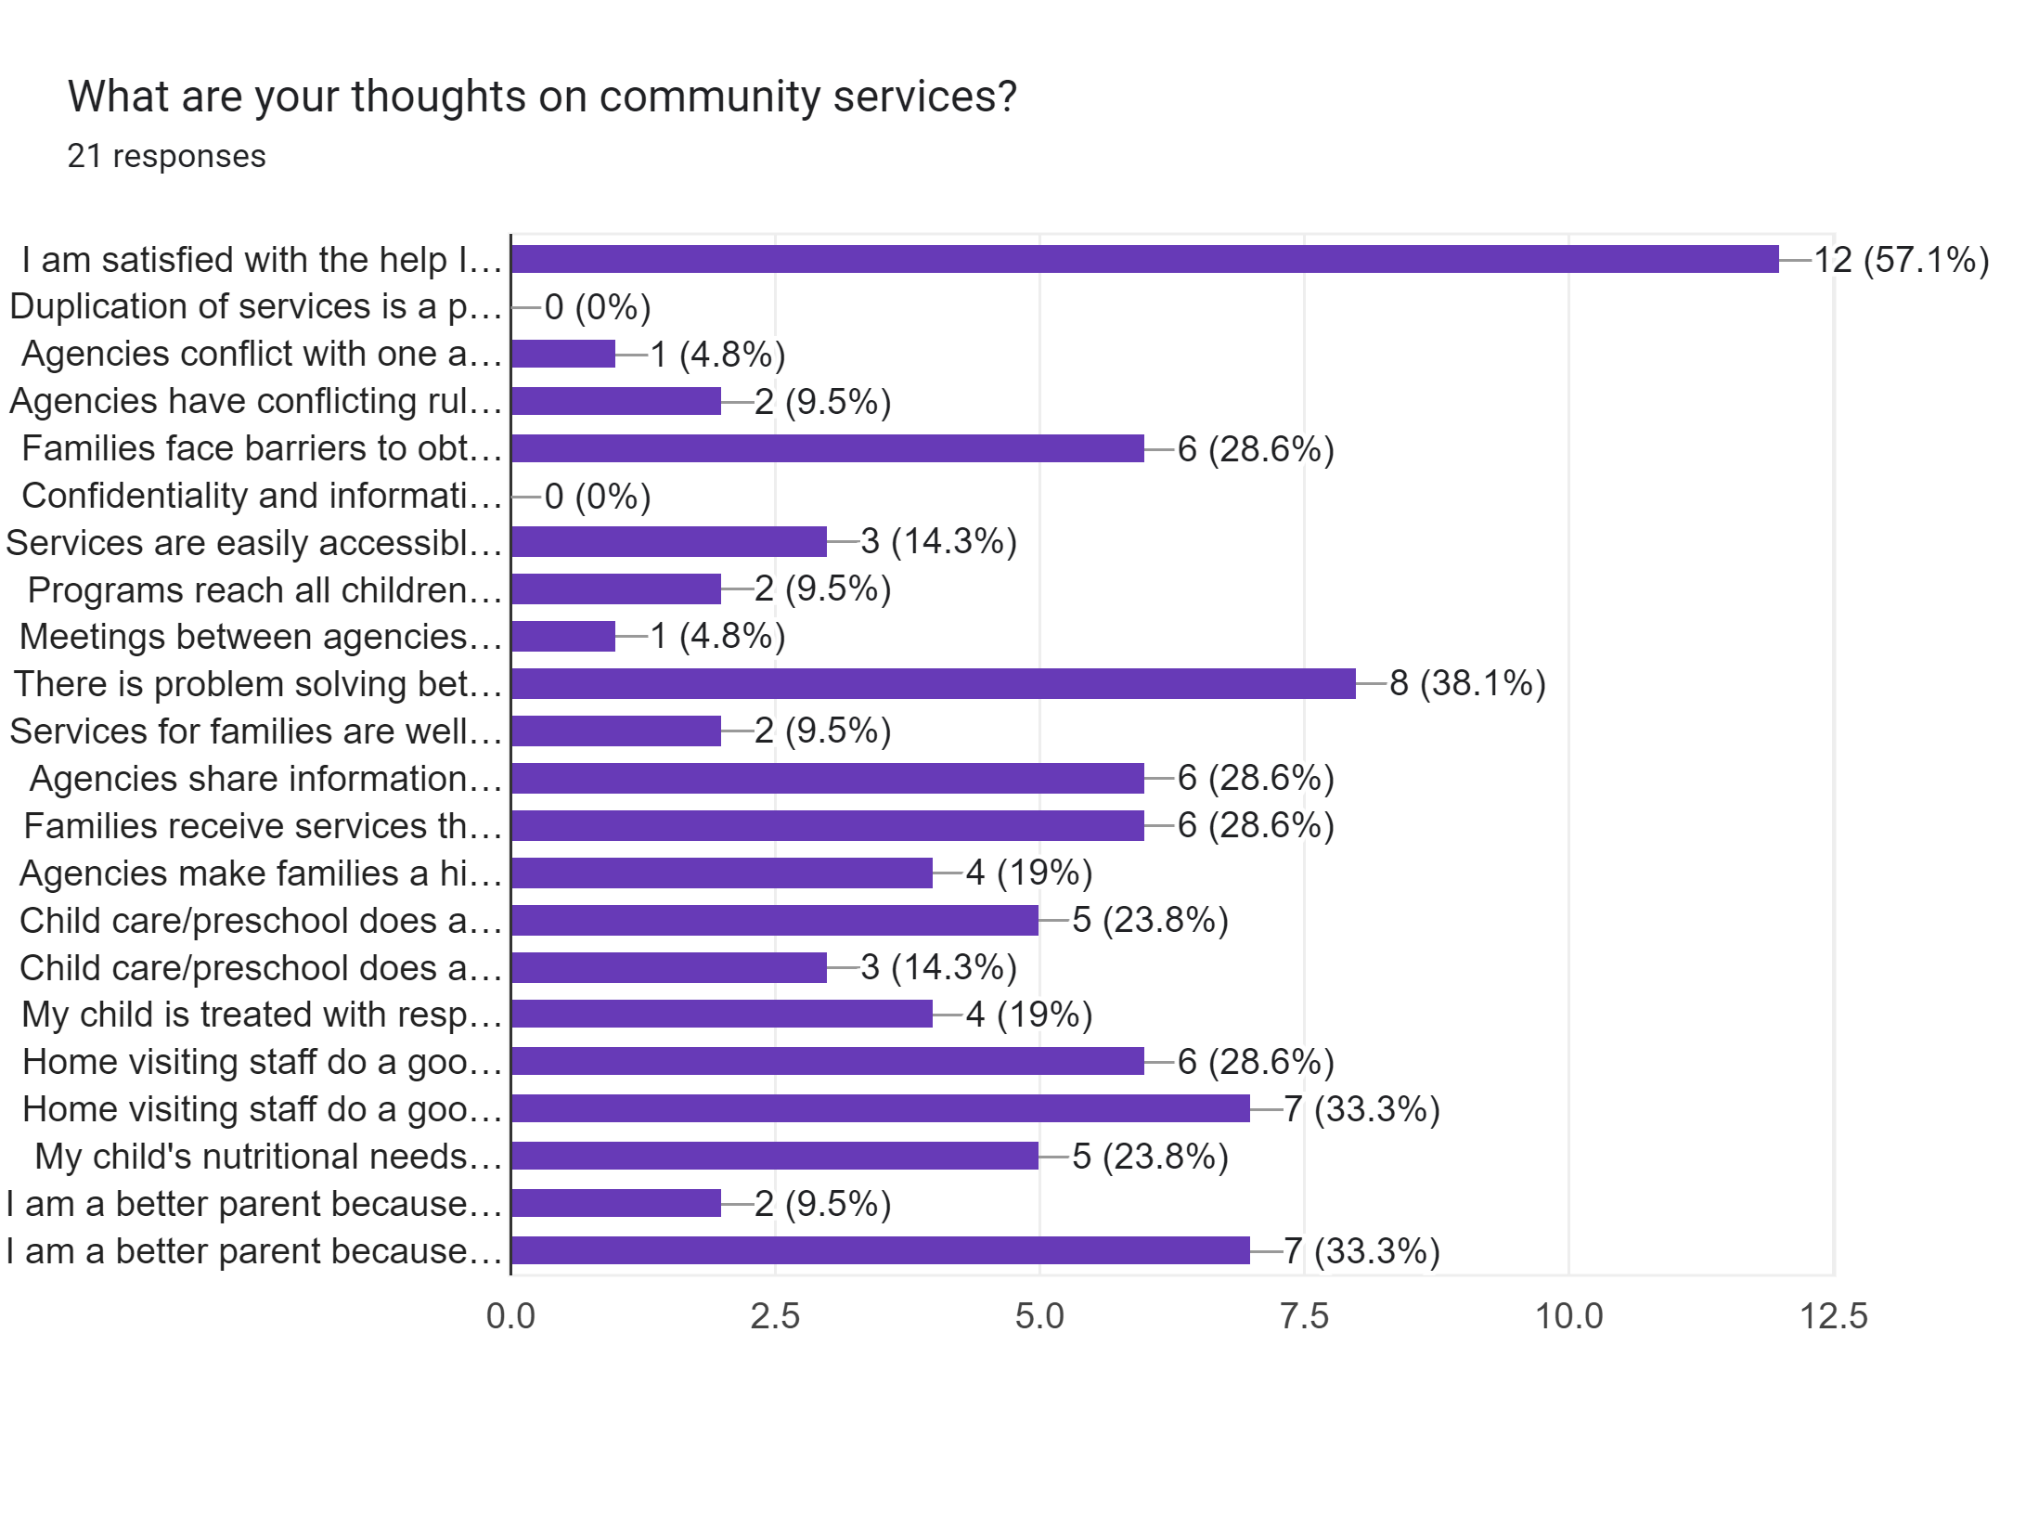 What are your thoughts on community services?
21 responses
I am satisfied with the help I… 12 (57.1%)
Duplication of services is a p… 0 (0%)
Agencies conflict with one a… 1 (4.8%)
Agencies have conflicting rul… 2 (9.5%)
Families face barriers to obt… 6 (28.6%)
Confidentiality and informati… 0 (0%)
Services are easily accessibl… 3 (14.3%)
Programs reach all children… 2 (9.5%)
Meetings between agencies… 1 (4.8%)
There is problem solving bet… 8 (38.1%)
Services for families are well… 2 (9.5%)
Agencies share information… 6 (28.6%)
Families receive services th… 6 (28.6%)
Agencies make families a hi… 4 (19%)
Child care/preschool does a… 5 (23.8%)
Child care/preschool does a… 3 (14.3%)
My child is treated with resp… 4 (19%)
Home visiting staff do a goo… 6 (28.6%)
Home visiting staff do a goo… 7 (33.3%)
My child's nutritional needs… 5 (23.8%)
I am a better parent because… 2 (9.5%)
I am a better parent because… 7 (33.3%)
0.0 2.5 5.0 7.5 10.0 12.5